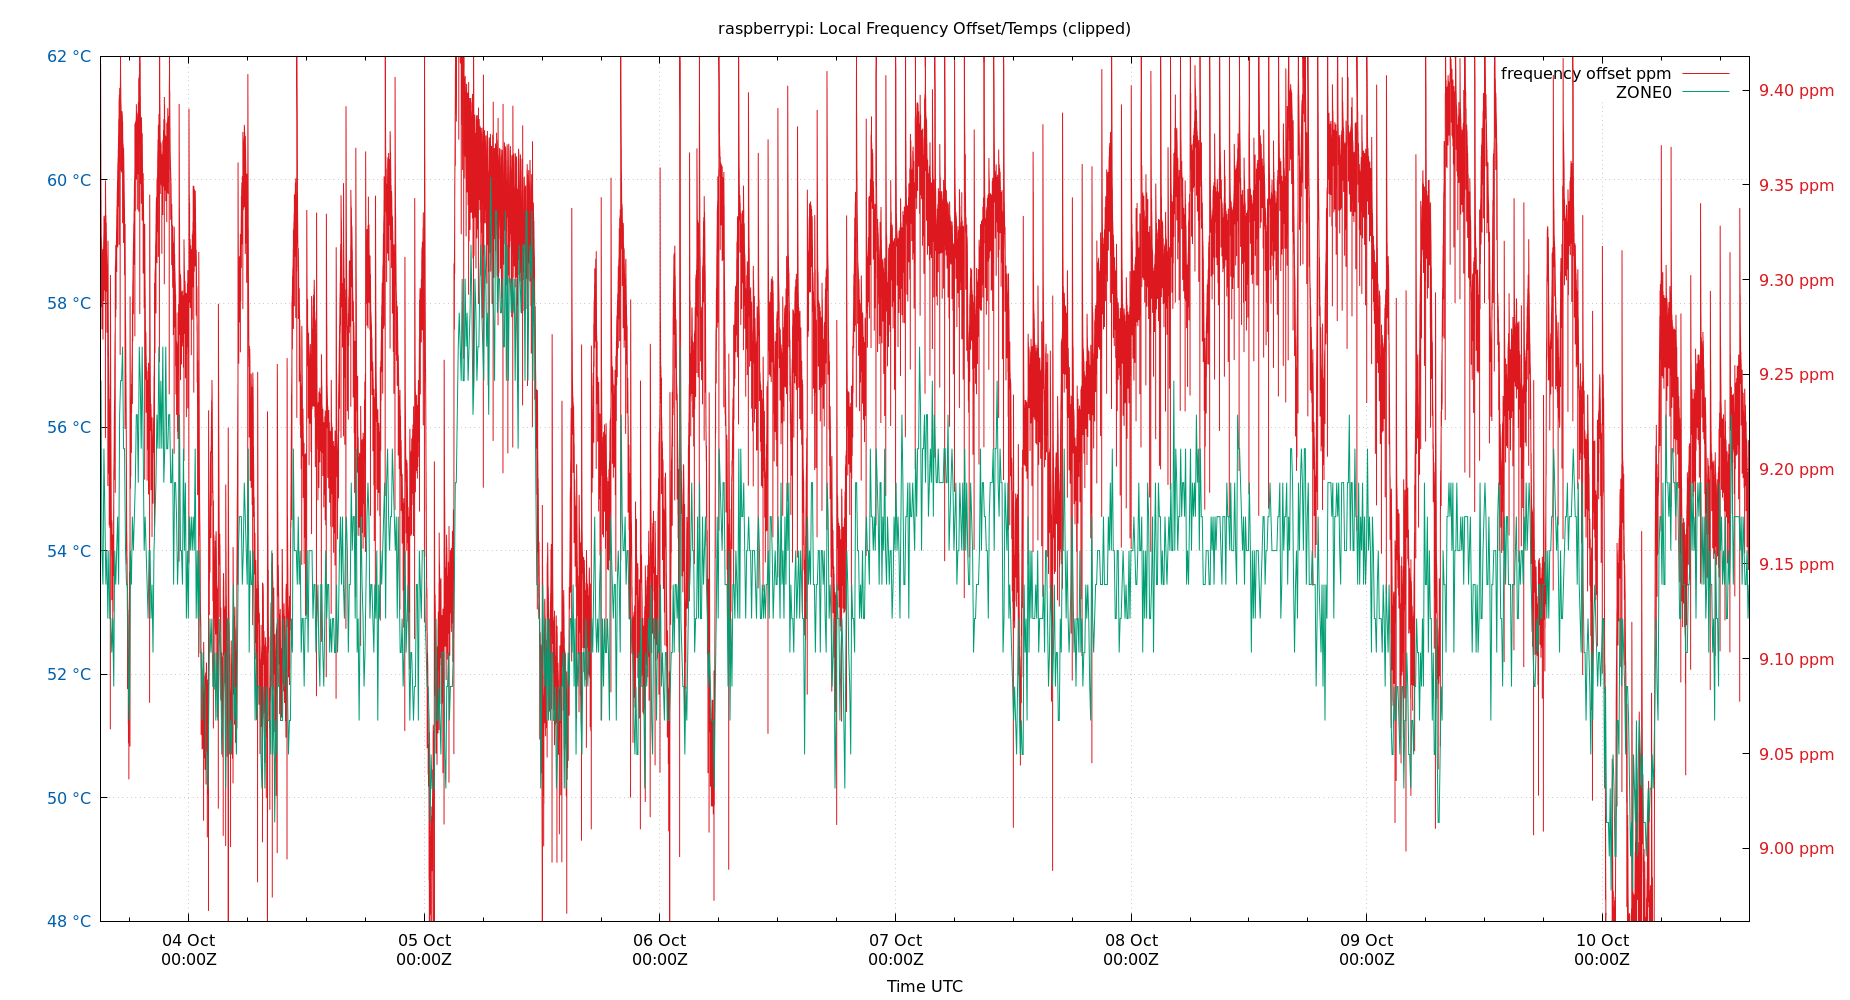 raspberrypi: Local Frequency Offset/Temps (clipped)
frequency offset ppm
ZONE0
62 °C
60 °C
58 °C
56 °C
54 °C
52 °C
50 °C
48 °C
9.40 ppm
9.35 ppm
9.30 ppm
9.25 ppm
9.20 ppm
9.15 ppm
9.10 ppm
9.05 ppm
9.00 ppm
04 Oct
00:00Z
05 Oct
00:00Z
06 Oct
00:00Z
07 Oct
00:00Z
08 Oct
00:00Z
09 Oct
00:00Z
10 Oct
00:00Z
Time UTC